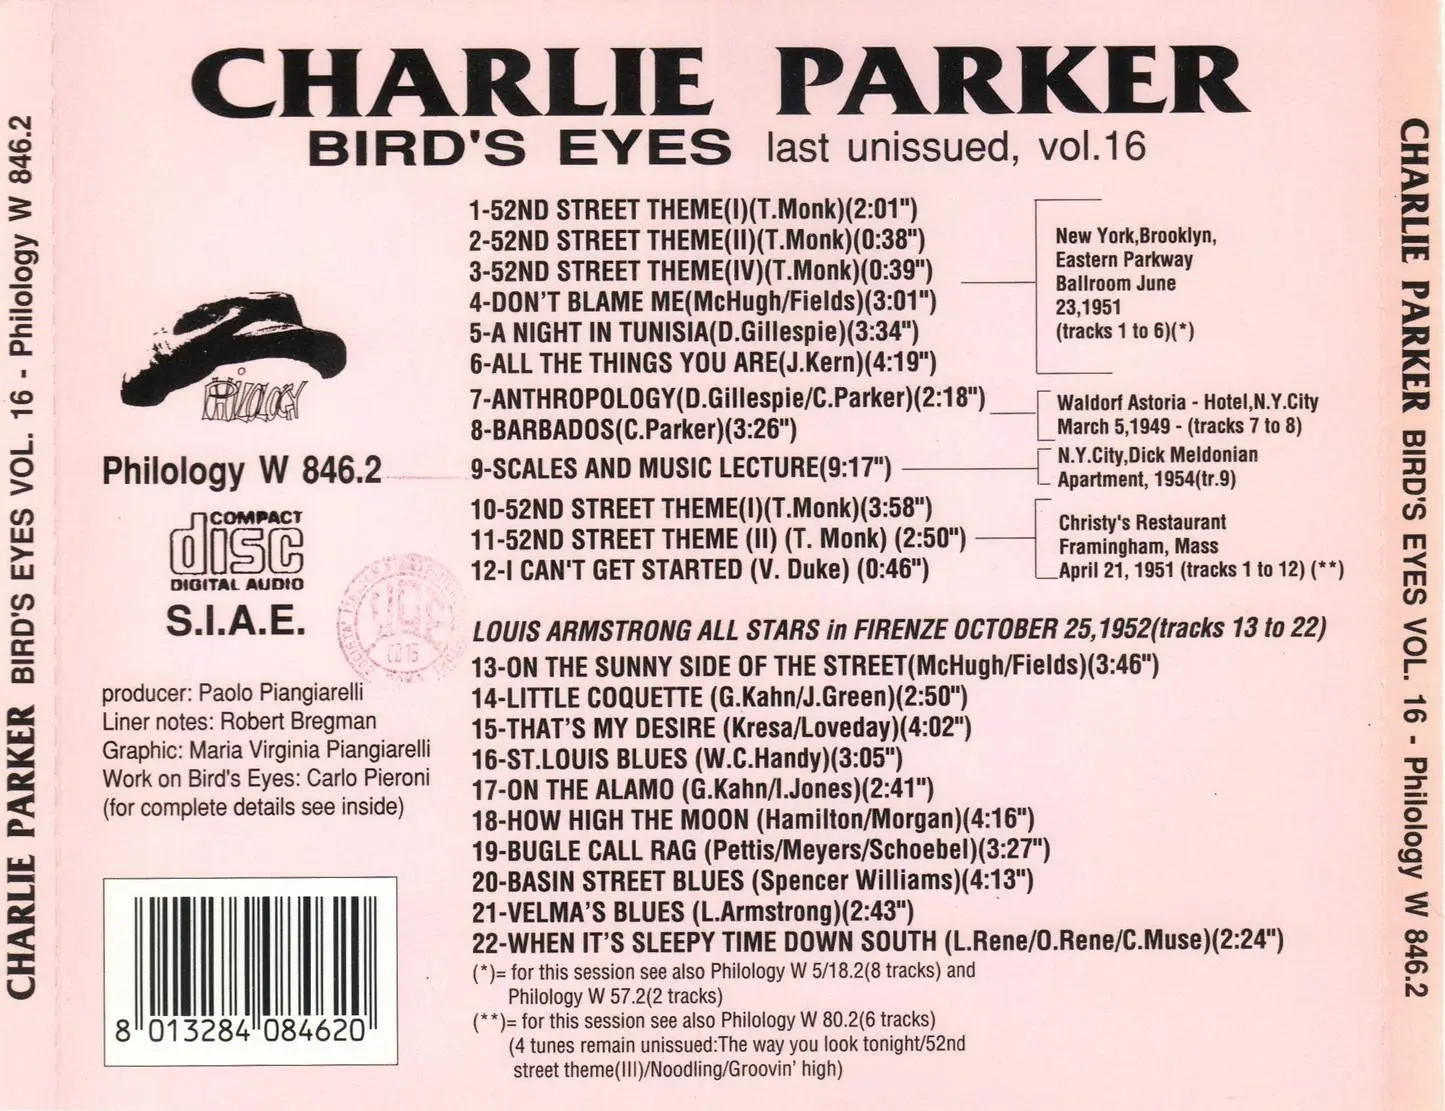 CHARLIE PARKER
BIRD'S EYES last unissued, vol.16
1-52ND STREET THEME(I)(T.Monk)(2:01")
2-52ND STREET THEME(II)(T.Monk)(0:38")
3-52ND STREET THEME(IV)(T.Monk)(0:39")
4-DON'T BLAME ME(McHugh/Fields)(3:01")
5-A NIGHT IN TUNISIA(D.Gillespie)(3:34")
6-ALL THE THINGS YOU ARE(J.Kern)(4:19")
New York,Brooklyn,
Eastern Parkway
Ballroom June
23,1951
(tracks 1 to 6)(*)
7-ANTHROPOLOGY(D.Gillespie/C.Parker)(2:18")
8-BARBADOS(C.Parker)(3:26")
Waldorf Astoria - Hotel,N.Y.City
March 5,1949 - (tracks 7 to 8)
9-SCALES AND MUSIC LECTURE(9:17")
N.Y.City,Dick Meldonian
Apartment, 1954(tr.9)
10-52ND STREET THEME(I)(T.Monk)(3:58")
11-52ND STREET THEME (II) (T. Monk) (2:50")
12-I CAN'T GET STARTED (V. Duke) (0:46")
Christy's Restaurant
Framingham, Mass
April 21, 1951 (tracks 1 to 12) (**)
LOUIS ARMSTRONG ALL STARS in FIRENZE OCTOBER 25,1952(tracks 13 to 22)
13-ON THE SUNNY SIDE OF THE STREET(McHugh/Fields)(3:46")
14-LITTLE COQUETTE (G.Kahn/J.Green)(2:50")
15-THAT'S MY DESIRE (Kresa/Loveday)(4:02")
16-ST.LOUIS BLUES (W.C.Handy)(3:05")
17-ON THE ALAMO (G.Kahn/I.Jones)(2:41")
18-HOW HIGH THE MOON (Hamilton/Morgan)(4:16")
19-BUGLE CALL RAG (Pettis/Meyers/Schoebel)(3:27")
20-BASIN STREET BLUES (Spencer Williams)(4:13")
21-VELMA'S BLUES (L.Armstrong)(2:43")
22-WHEN IT'S SLEEPY TIME DOWN SOUTH (L.Rene/O.Rene/C.Muse)(2:24")
(*)= for this session see also Philology W 5/18.2(8 tracks) and
Philology W 57.2(2 tracks)
(**)= for this session see also Philology W 80.2(6 tracks)
(4 tunes remain unissued:The way you look tonight/52nd
street theme(III)/Noodling/Groovin' high)
PHILOLOGY
Philology W 846.2
COMPACT
disc
DIGITAL AUDIO
S.I.A.E.
producer: Paolo Piangiarelli
Liner notes: Robert Bregman
Graphic: Maria Virginia Piangiarelli
Work on Bird's Eyes: Carlo Pieroni
(for complete details see inside)
8 013284 084620
CHARLIE PARKER BIRD'S EYES VOL. 16 - Philology W 846.2
CHARLIE PARKER BIRD'S EYES VOL. 16 - Philology W 846.2